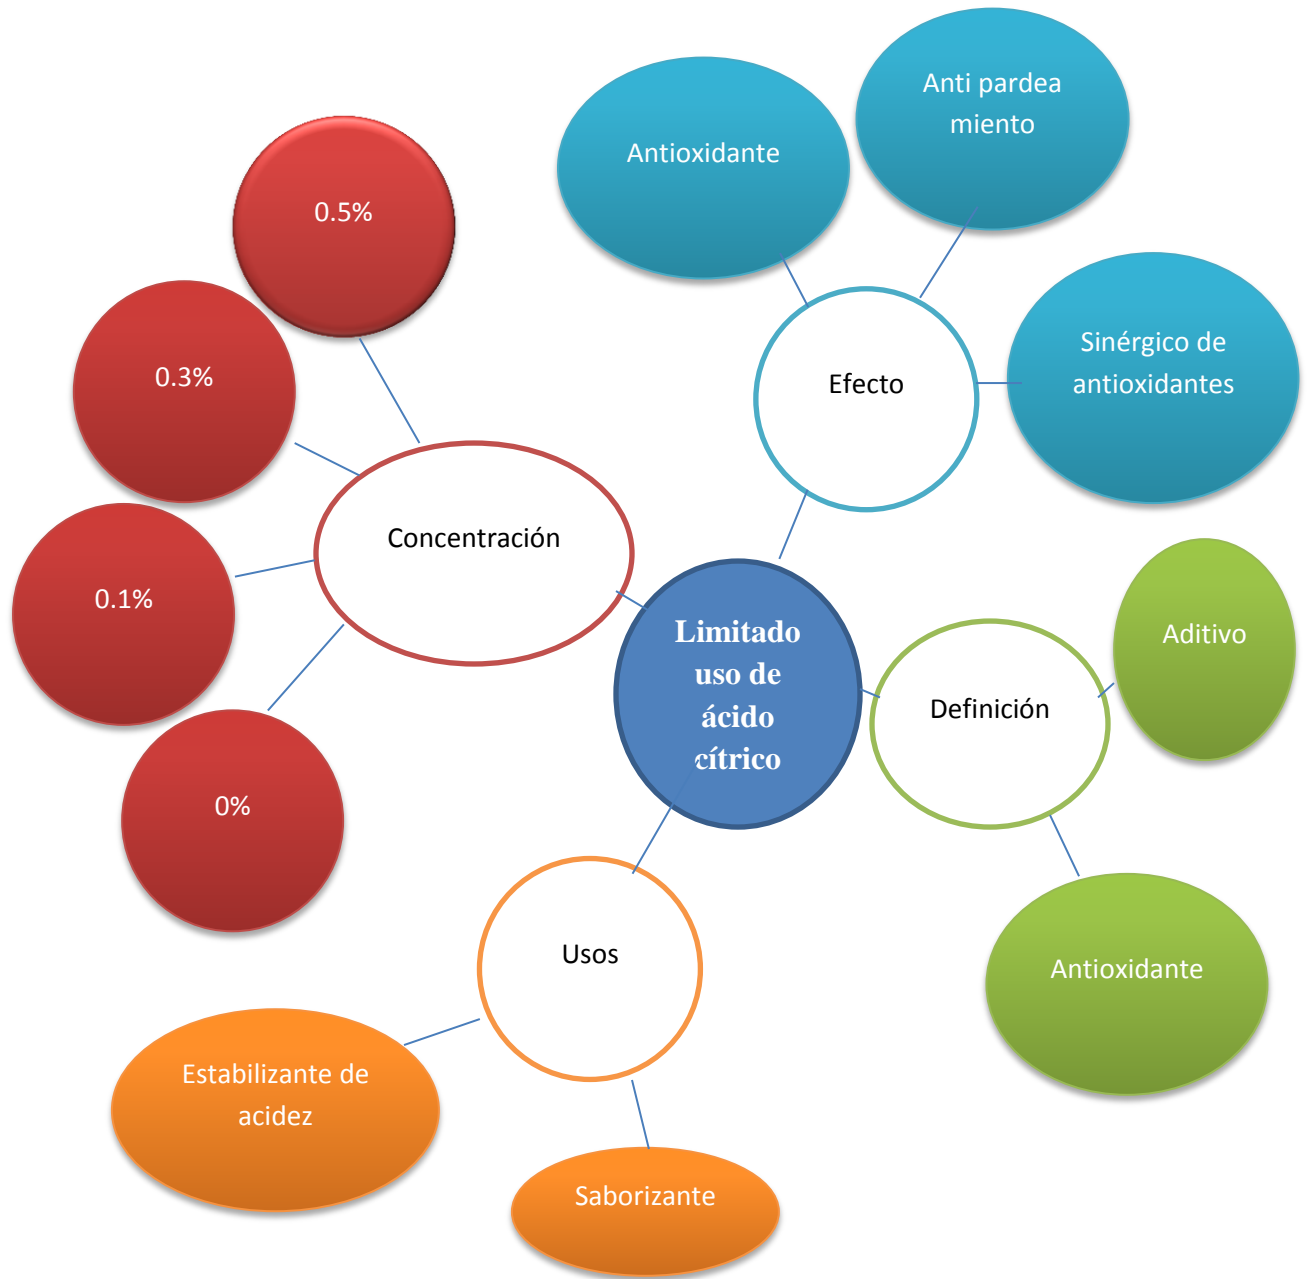 Anti pardea
miento
Antioxidante
0.5%
Sinérgico de
antioxidantes
0.3%
Efecto
Concentración
0.1%
Limitado
uso de
ácido
cítrico
Aditivo
Definición
0%
Usos
Antioxidante
Estabilizante de
acidez
Saborizante